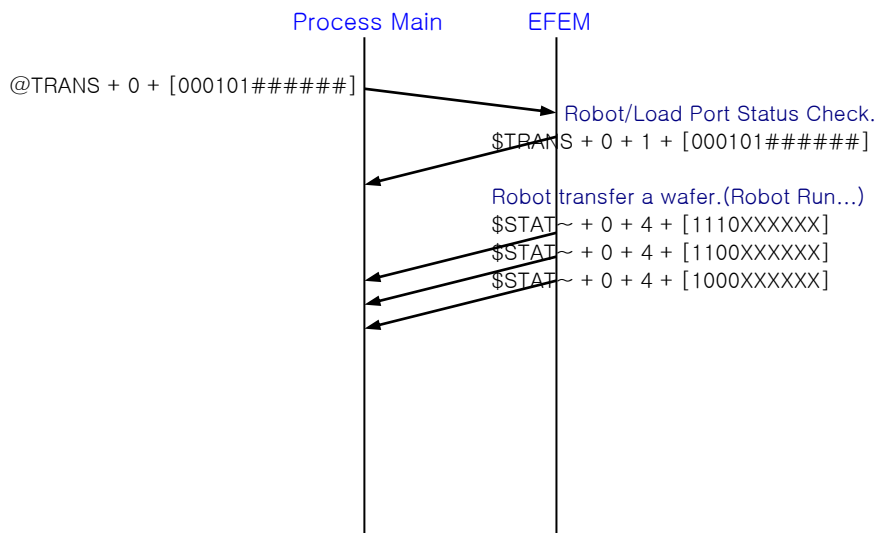 Process Main
EFEM
@TRANS + 0 + [000101######]
Robot/Load Port Status Check.
$TRANS + 0 + 1 + [000101######]
Robot transfer a wafer.(Robot Run...)
$STAT~ + 0 + 4 + [1110XXXXXX]
$STAT~ + 0 + 4 + [1100XXXXXX]
$STAT~ + 0 + 4 + [1000XXXXXX]